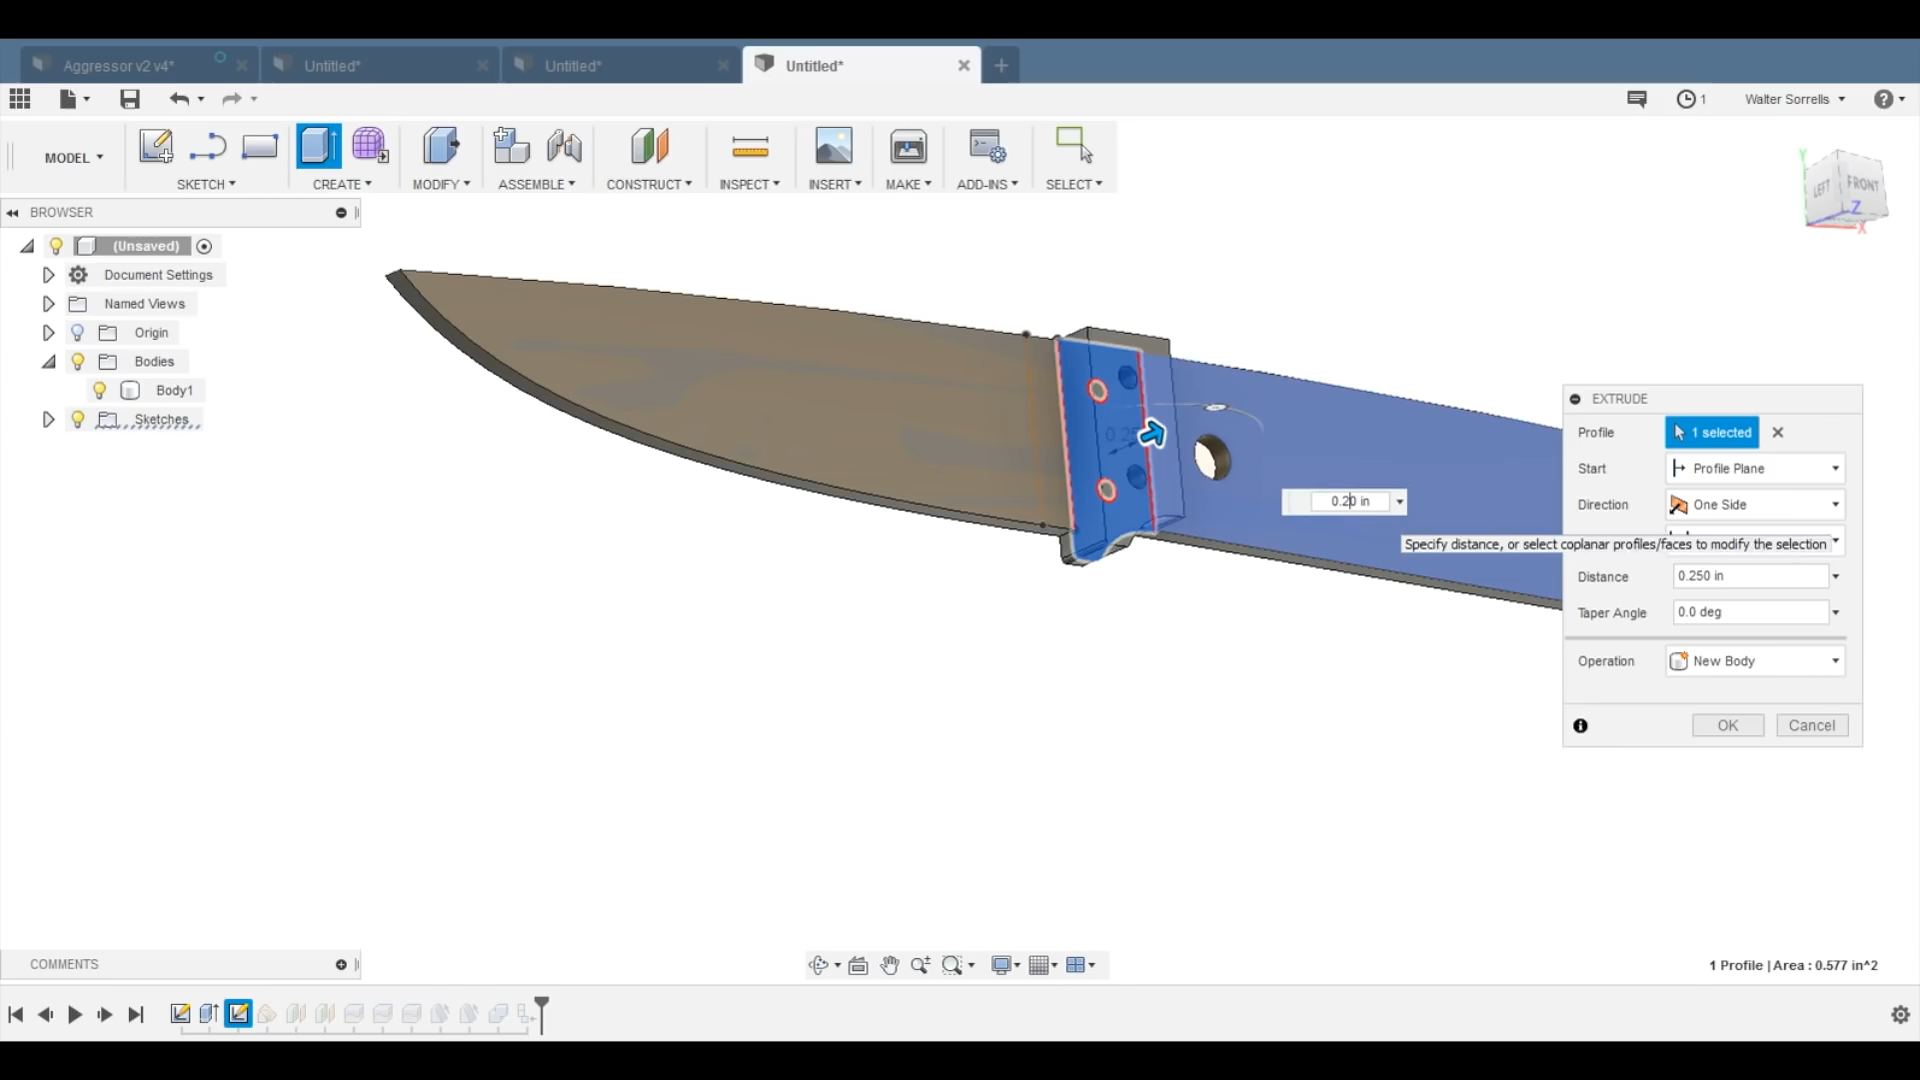 Aggressor v2 v4*
Untitled*
Untitled*
Untitled*
1
Walter Sorrells
MODEL
SKETCH
CREATE
MODIFY
ASSEMBLE
CONSTRUCT
INSPECT
INSERT
MAKE
ADD-INS
SELECT
LEFT
FRONT
Y
Z
X
BROWSER
(Unsaved)
Document Settings
Named Views
Origin
Bodies
Body1
Sketches
EXTRUDE
Profile
1 selected
Start
Profile Plane
Direction
One Side
0.20 in
Specify distance, or select coplanar profiles/faces to modify the selection
Distance
0.250 in
Taper Angle
0.0 deg
Operation
New Body
OK
Cancel
COMMENTS
1 Profile | Area : 0.577 in^2